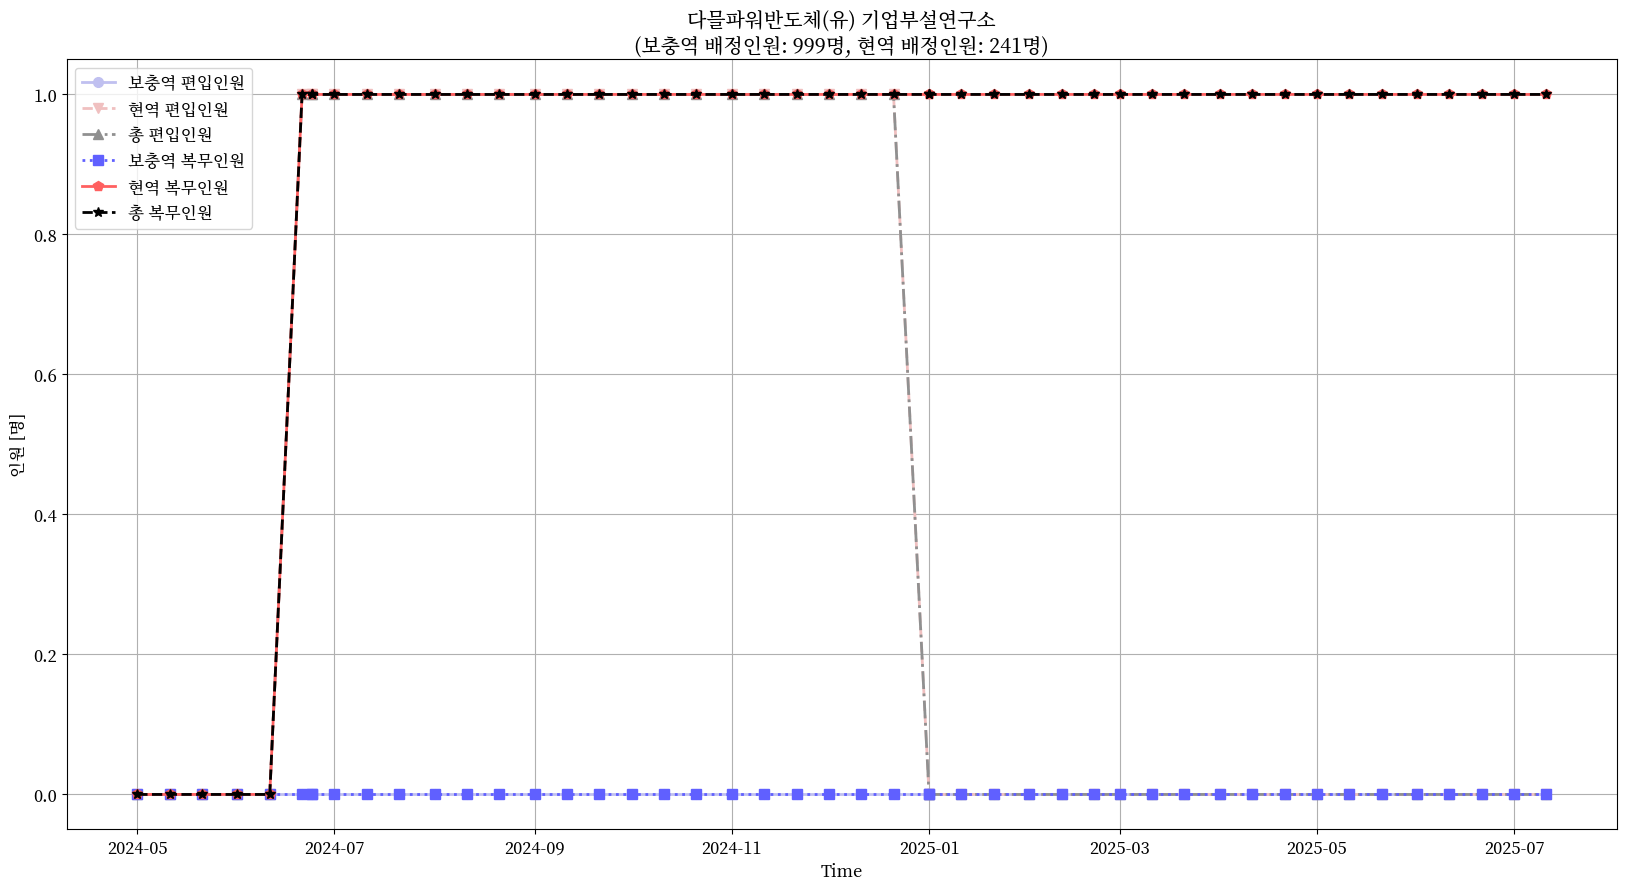 다믈파워반도체(유) 기업부설연구소
(보충역 배정인원: 999명, 현역 배정인원: 241명)
보충역 편입인원
현역 편입인원
총 편입인원
보충역 복무인원
현역 복무인원
총 복무인원
1.0
0.8
0.6
0.4
0.2
0.0
인원 [명]
2024-05
2024-07
2024-09
2024-11
2025-01
2025-03
2025-05
2025-07
Time